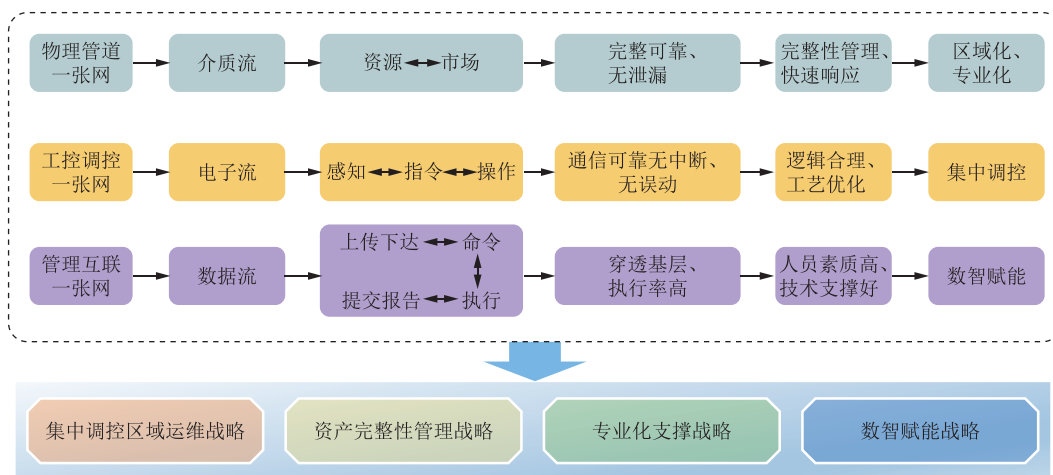 物理管道
一张网
介质流
资源
市场
完整可靠、
无泄漏
完整性管理、
快速响应
区域化、
专业化
工控调控
一张网
电子流
感知
指令
操作
通信可靠无中断、
无误动
逻辑合理、
工艺优化
集中调控
管理互联
一张网
数据流
上传下达
命令
提交报告
执行
穿透基层、
执行率高
人员素质高、
技术支撑好
数智赋能
集中调控区域运维战略
资产完整性管理战略
专业化支撑战略
数智赋能战略